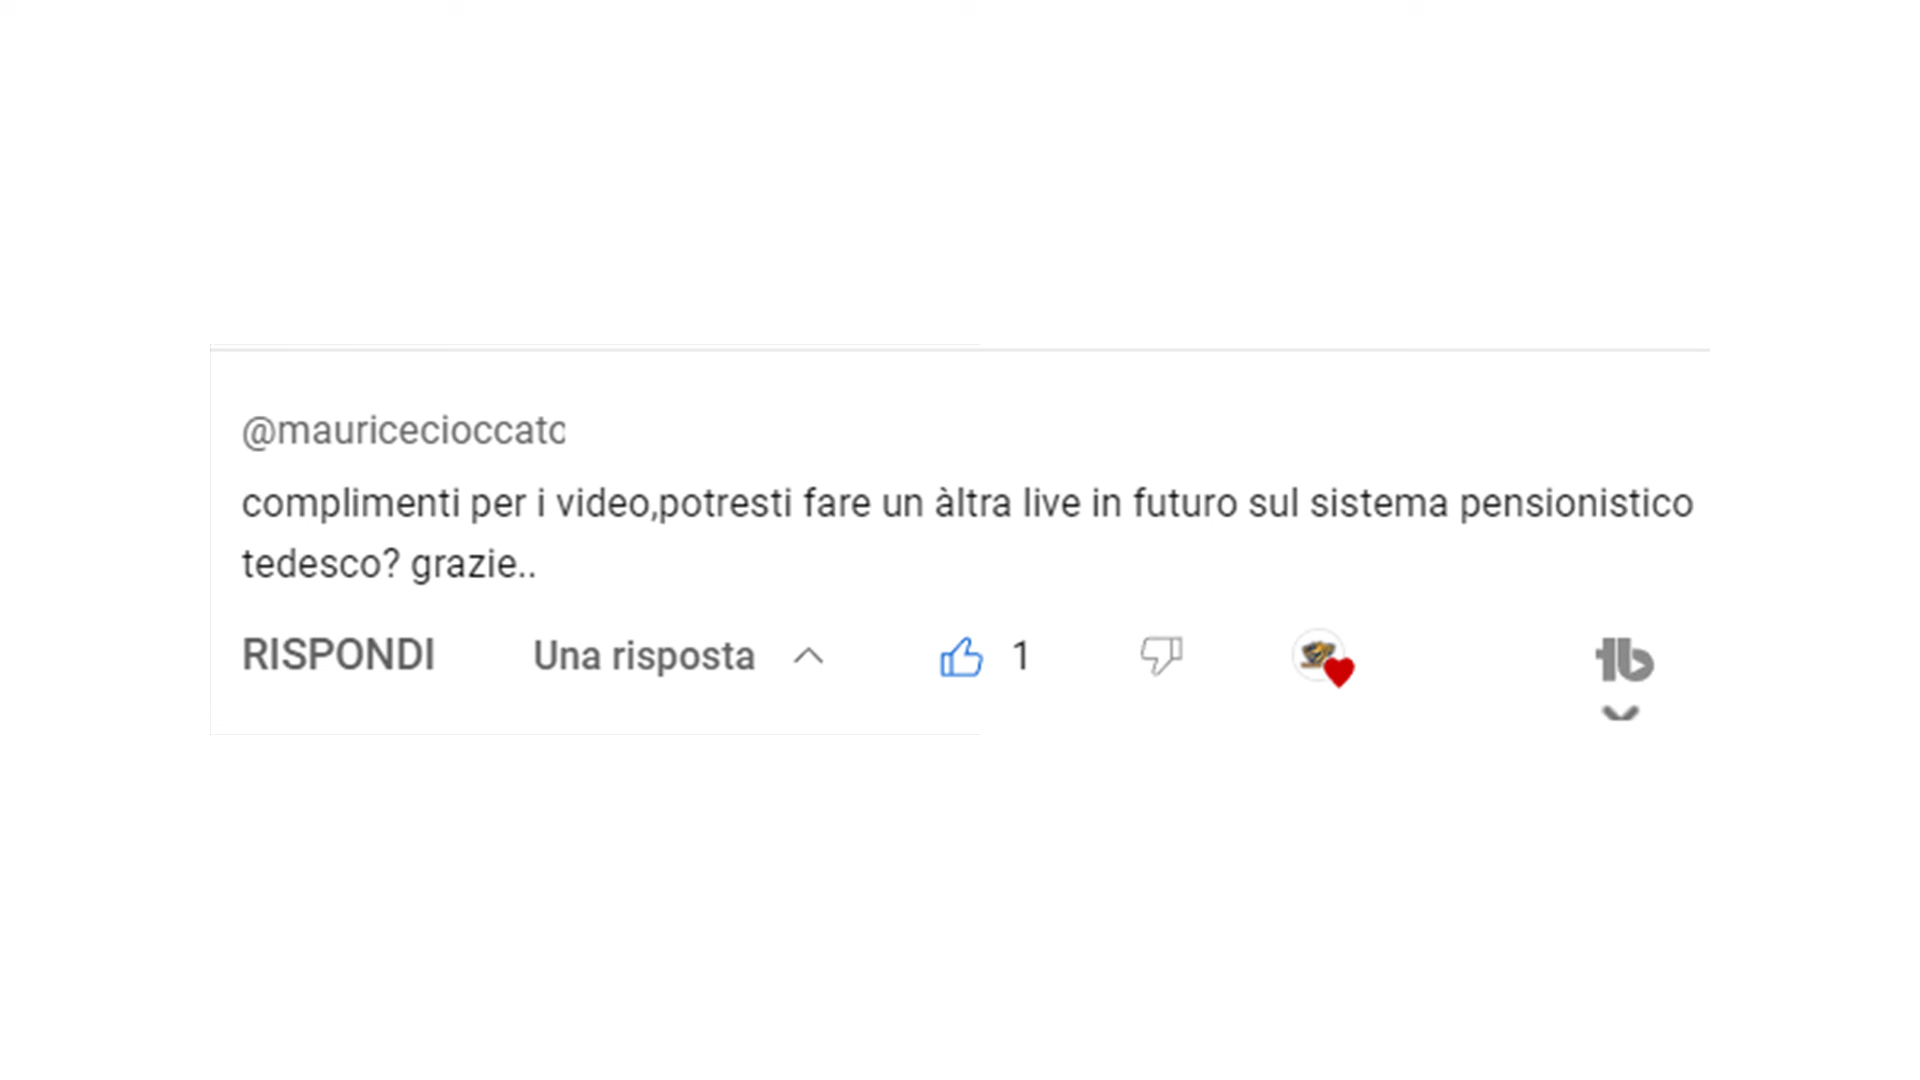 @mauricecioccato
complimenti per i video,potresti fare un àltra live in futuro sul sistema pensionistico
tedesco? grazie..
RISPONDI Una risposta 1